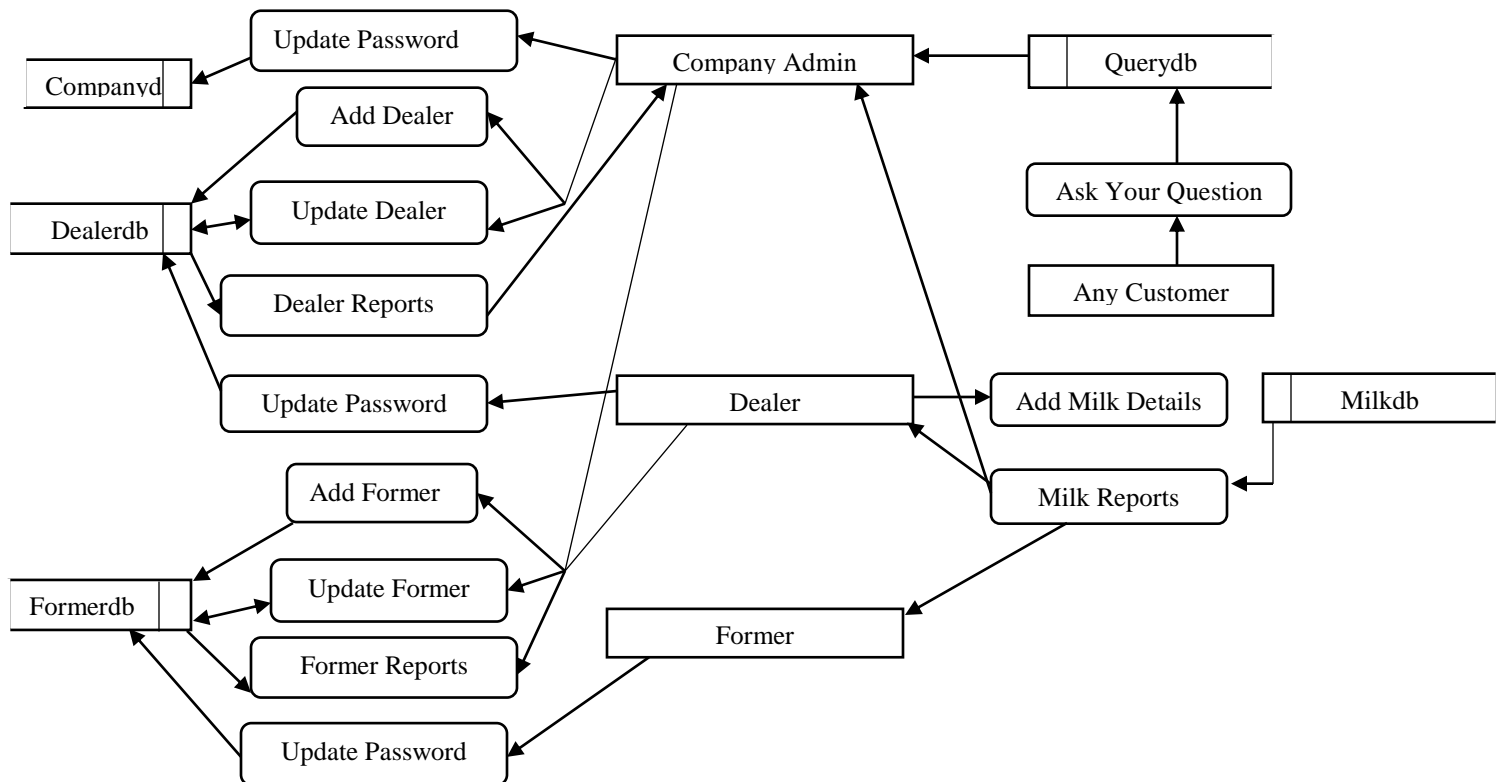 Update Password
Company Admin
Querydb
Companyd
Add Dealer
Ask Your Question
Update Dealer
Dealerdb
Any Customer
Dealer Reports
Update Password
Dealer
Add Milk Details
Milkdb
Add Former
Milk Reports
Update Former
Formerdb
Former
Former Reports
Update Password